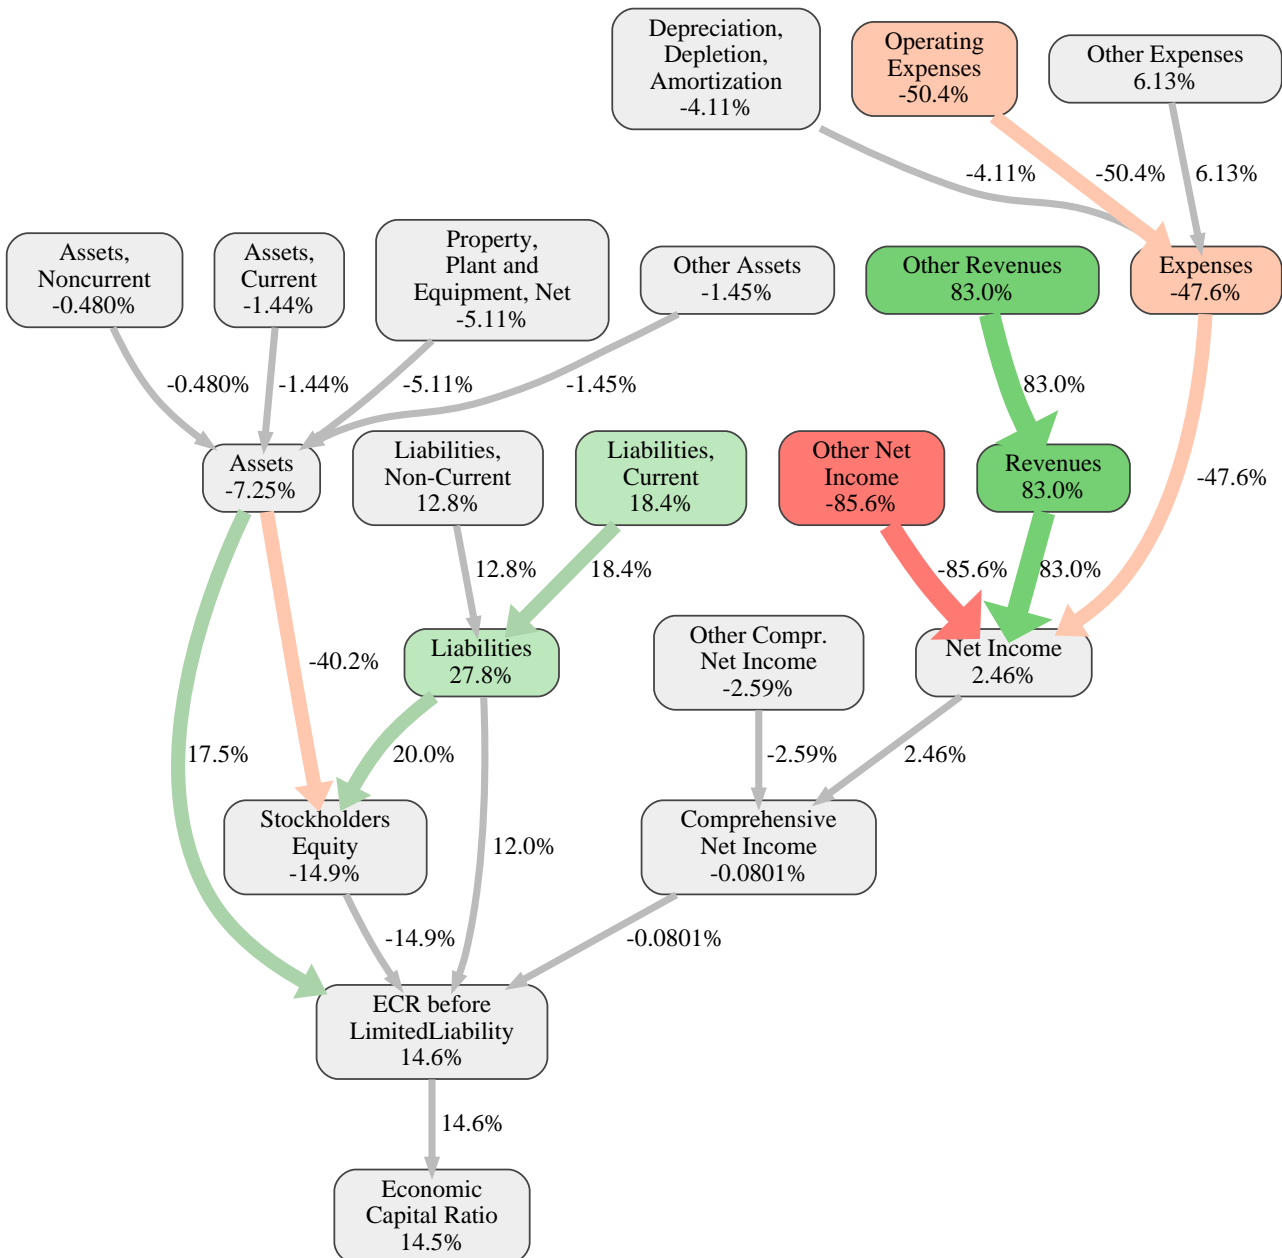 Depreciation,
Depletion,
Amortization
-4.11%
Operating
Expenses
-50.4%
Other Expenses
6.13%
-4.11%
-50.4%
6.13%
Assets,
Noncurrent
-0.480%
Assets,
Current
-1.44%
Property,
Plant and
Equipment, Net
-5.11%
Other Assets
-1.45%
Other Revenues
83.0%
Expenses
-47.6%
-0.480%
-1.44%
-5.11%
-1.45%
83.0%
-47.6%
Assets
-7.25%
Liabilities,
Non-Current
12.8%
Liabilities,
Current
18.4%
Other Net
Income
-85.6%
Revenues
83.0%
12.8%
18.4%
-85.6%
83.0%
-40.2%
Liabilities
27.8%
Other Compr.
Net Income
-2.59%
Net Income
2.46%
17.5%
20.0%
-2.59%
2.46%
Stockholders
Equity
-14.9%
12.0%
Comprehensive
Net Income
-0.0801%
-14.9%
-0.0801%
ECR before
LimitedLiability
14.6%
14.6%
Economic
Capital Ratio
14.5%